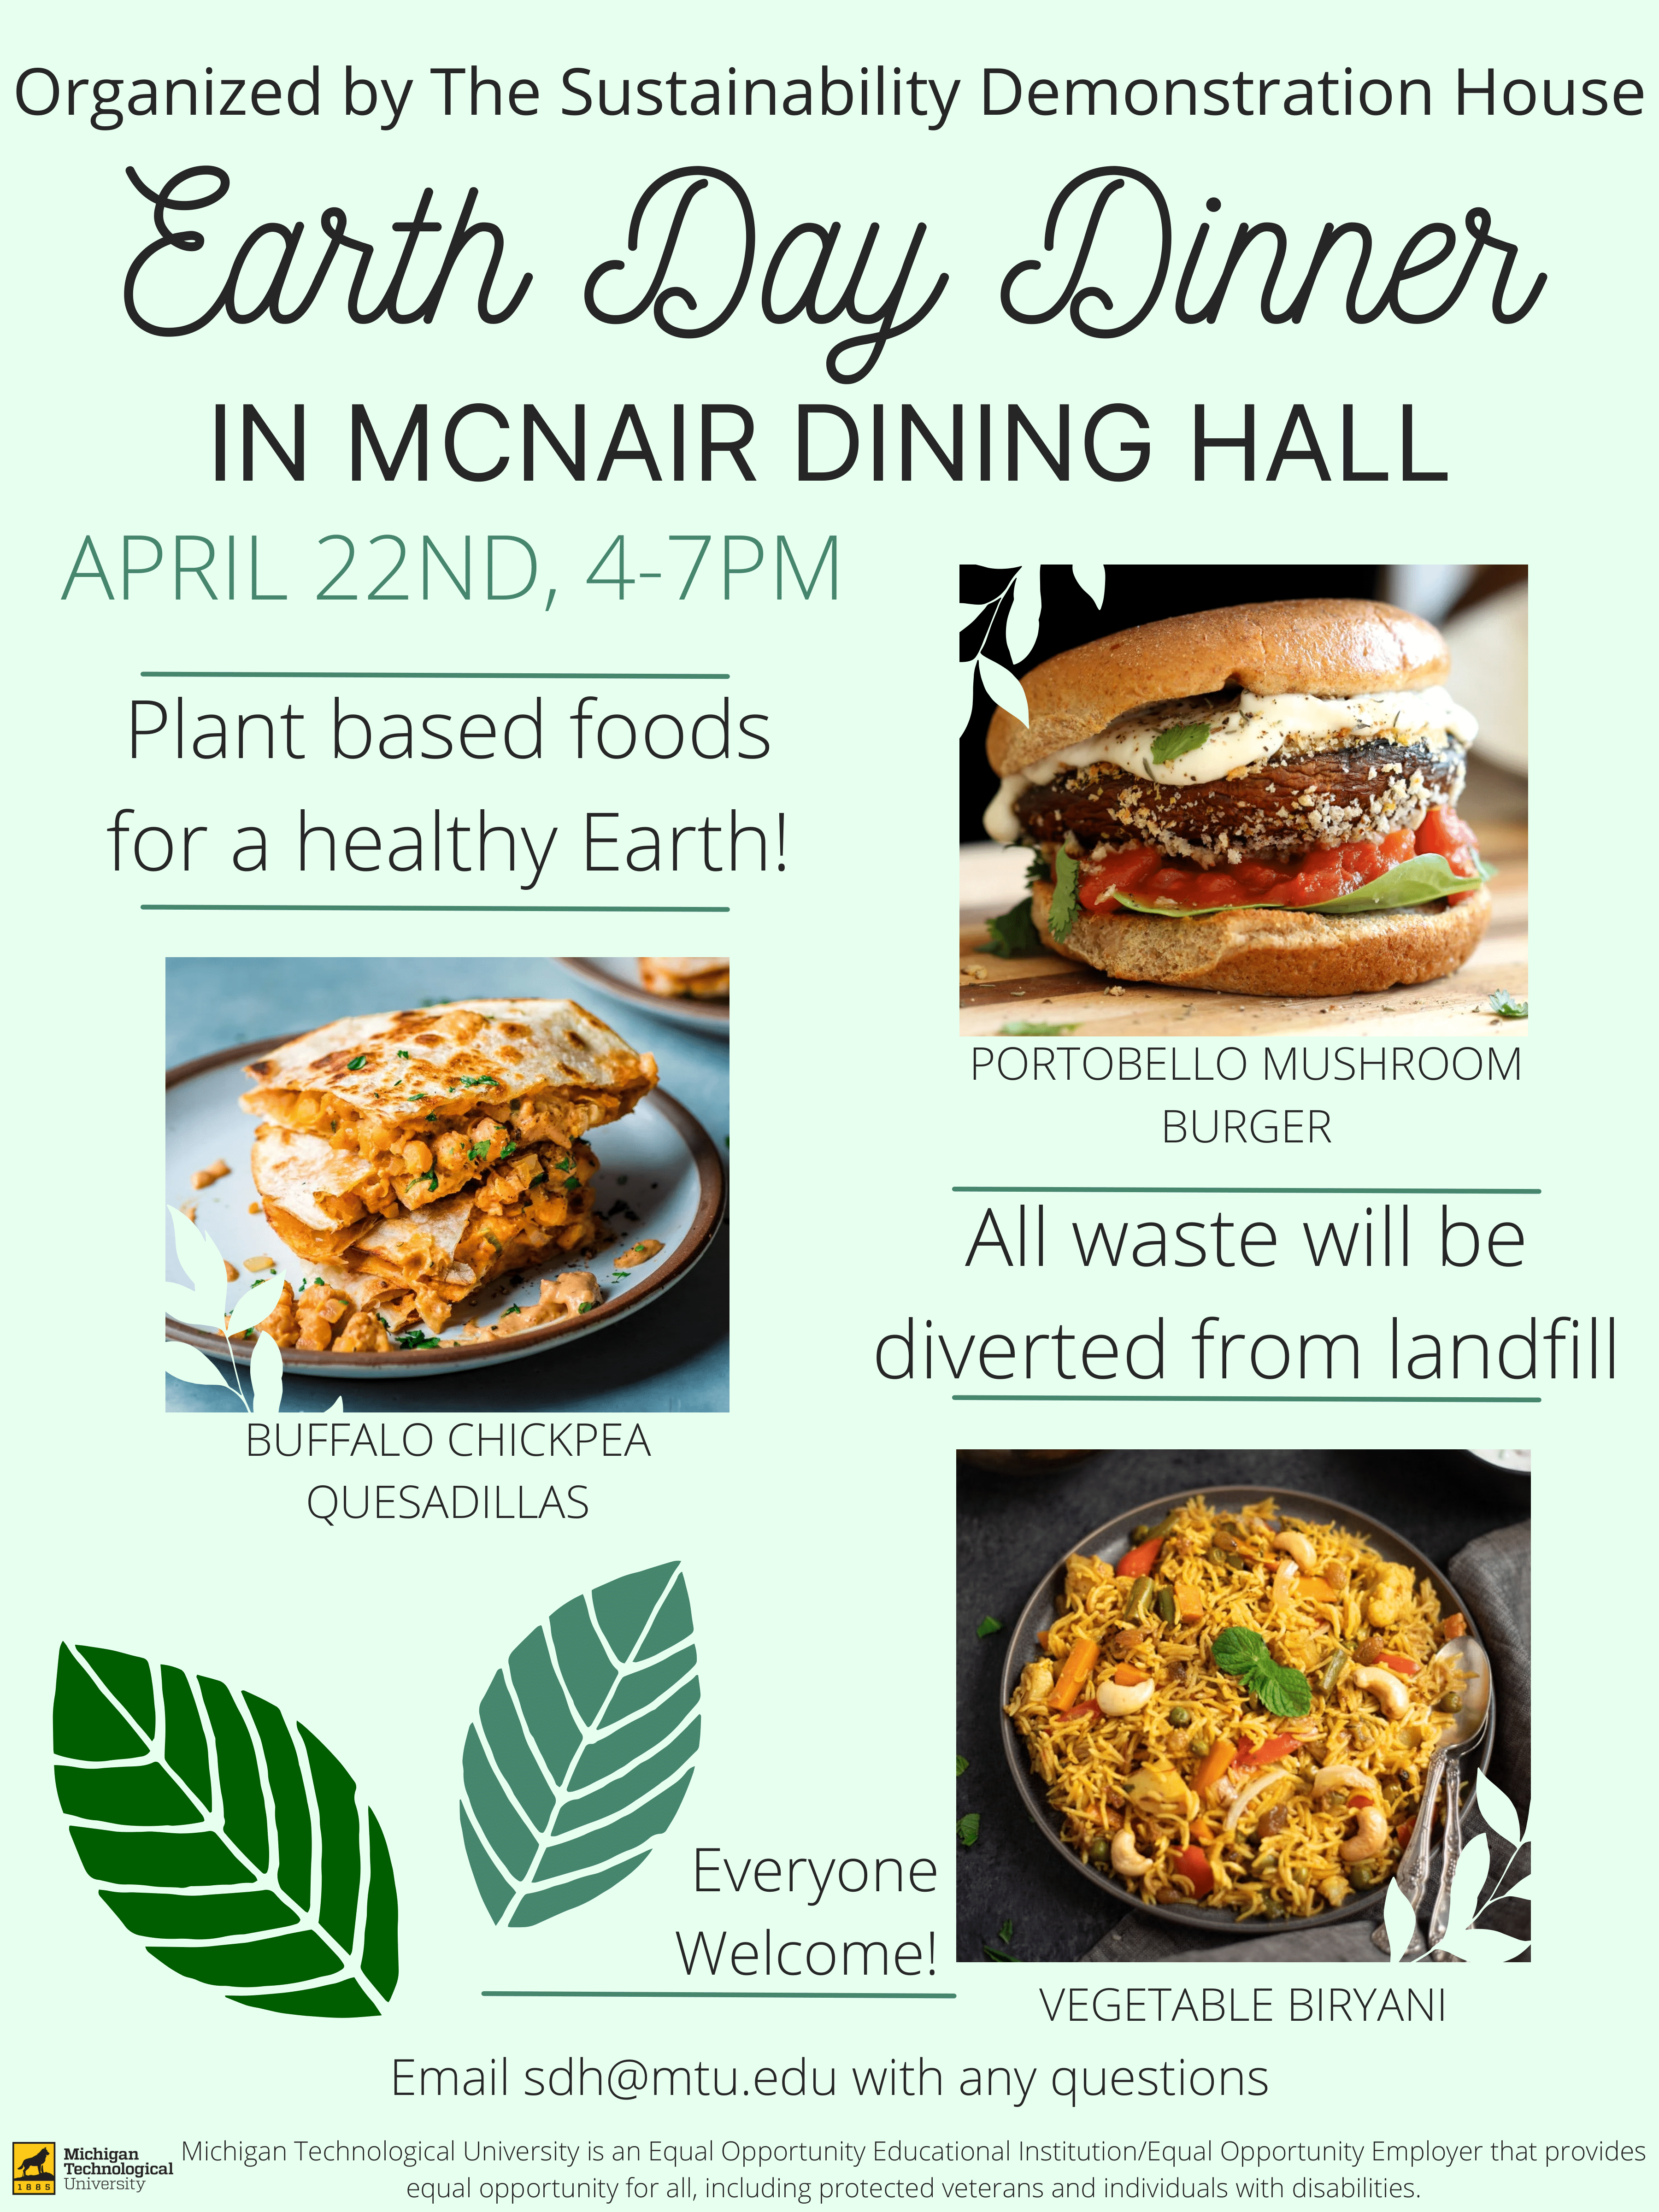 Organized by The Sustainability Demonstration House
Earth Day Dinner
IN MCNAIR DINING HALL
APRIL 22ND, 4-7PM
Plant based foods
for a healthy Earth!
PORTOBELLO MUSHROOM
BURGER
BUFFALO CHICKPEA
QUESADILLAS
All waste will be
diverted from landfill
Everyone
Welcome!
VEGETABLE BIRYANI
Email sdh@mtu.edu with any questions
1885
Michigan
Technological
University
Michigan Technological University is an Equal Opportunity Educational Institution/Equal Opportunity Employer that provides
equal opportunity for all, including protected veterans and individuals with disabilities.